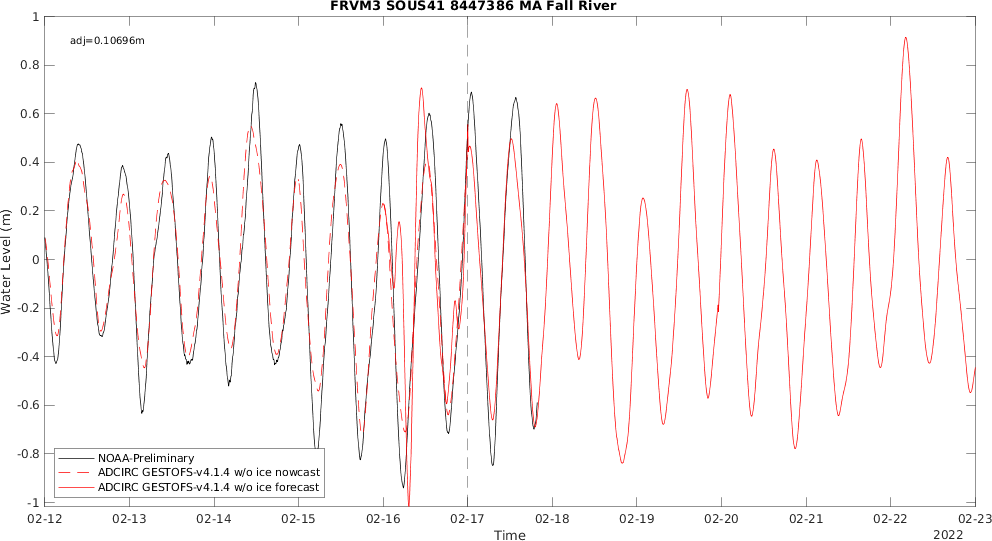 FRVM3 SOUS41 8447386 MA Fall River
adj=0.10696m
1
0.8
0.6
0.4
0.2
0
-0.2
-0.4
-0.6
-0.8
-1
Water Level (m)
NOAA-Preliminary
ADCIRC GESTOFS-v4.1.4 w/o ice nowcast
ADCIRC GESTOFS-v4.1.4 w/o ice forecast
02-12 02-13 02-14 02-15 02-16 02-17 02-18 02-19 02-20 02-21 02-22 02-23
Time
2022